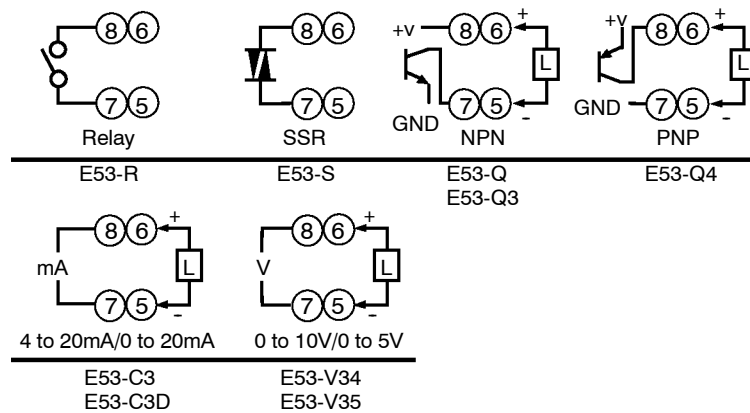 8 6
7 5
Relay
E53-R
8 6
7 5
SSR
E53-S
+v 8 6 +
L
GND 7 5 -
NPN
E53-Q
E53-Q3
+v 8 6 +
L
GND 7 5 -
PNP
E53-Q4
8 6 +
mA L
7 5 -
4 to 20mA/0 to 20mA
E53-C3
E53-C3D
8 6 +
V L
7 5 -
0 to 10V/0 to 5V
E53-V34
E53-V35